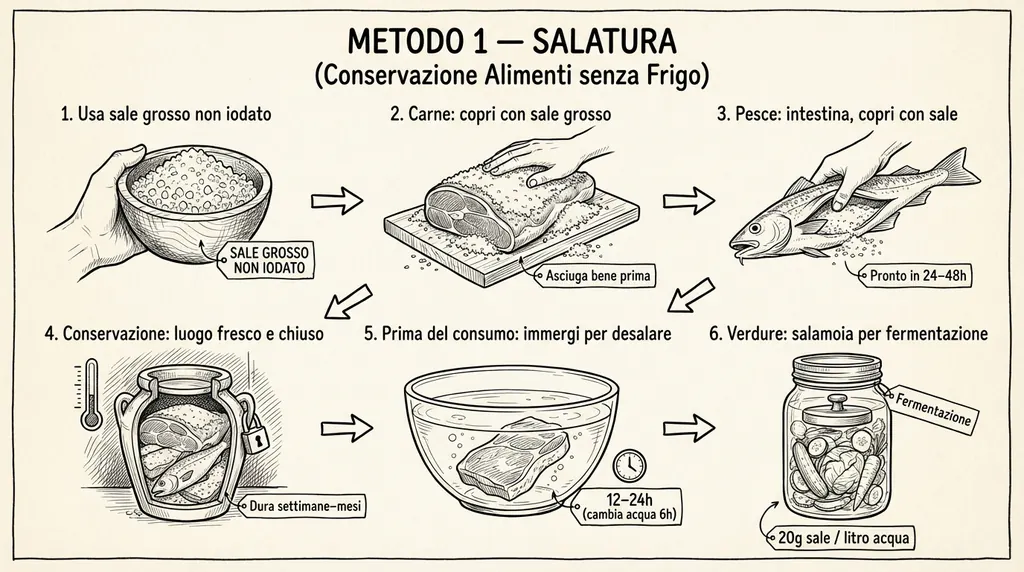 METODO 1 — SALATURA
(Conservazione Alimenti senza Frigo)
1. Usa sale grosso non iodato
SALE GROSSO
NON IODATO
2. Carne: copri con sale grosso
Asciuga bene prima
3. Pesce: intestina, copri con sale
Pronto in 24–48h
4. Conservazione: luogo fresco e chiuso
Dura settimane–mesi
5. Prima del consumo: immergi per desalare
12–24h
(cambia acqua 6h)
6. Verdure: salamoia per fermentazione
Fermentazione
20g sale / litro acqua